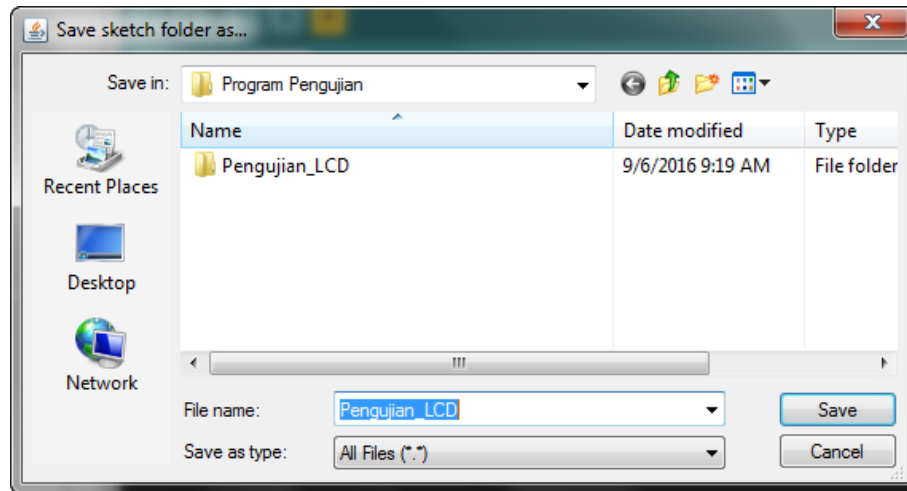 Save sketch folder as...
Save in: Program Pengujian
Name Date modified Type
Pengujian_LCD 9/6/2016 9:19 AM File folder
Recent Places
Desktop
Network
File name: Pengujian_LCD Save
Save as type: All Files (*.*) Cancel